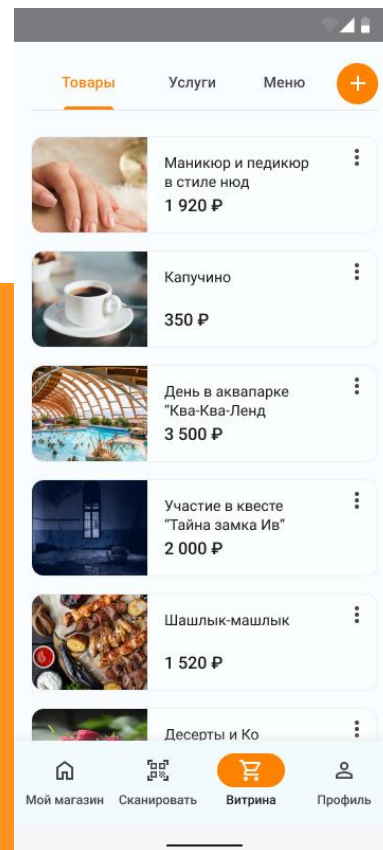 Товары Услуги Меню
Маникюр и педикюр
в стиле нюд
1 920 ₽
Капучино
350 ₽
День в аквапарке
“Ква-Ква-Ленд
3 500 ₽
Участие в квесте
“Тайна замка Ив”
2 000 ₽
Шашлык-машлык
1 520 ₽
Десерты и Ко
Мой магазин Сканировать Витрина Профиль